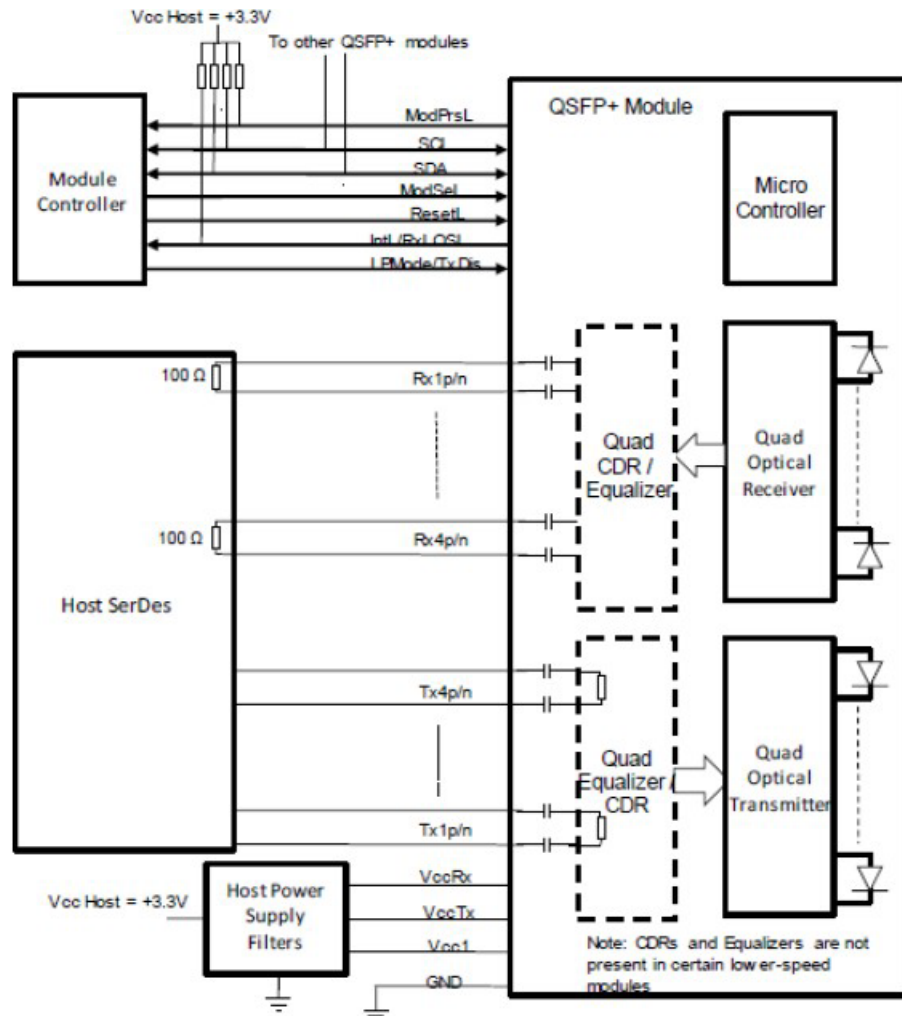 Vcc Host = +3.3V
To other QSFP+ modules
QSFP+ Module
ModPrsL
SCL
SDA
ModSel
ResetL
IntL/RxLOSL
LPMode/TxDis
Module
Controller
Micro
Controller
100 Ω
Rx1p/n
100 Ω
Rx4p/n
Quad
CDR /
Equalizer
Quad
Optical
Receiver
Host SerDes
Tx4p/n
Tx1p/n
Quad
Equalizer /
CDR
Quad
Optical
Transmitter
Vcc Host = +3.3V
Host Power
Supply
Filters
VccRx
VccTx
Vcc1
GND
Note: CDRs and Equalizers are not
present in certain lower-speed
modules